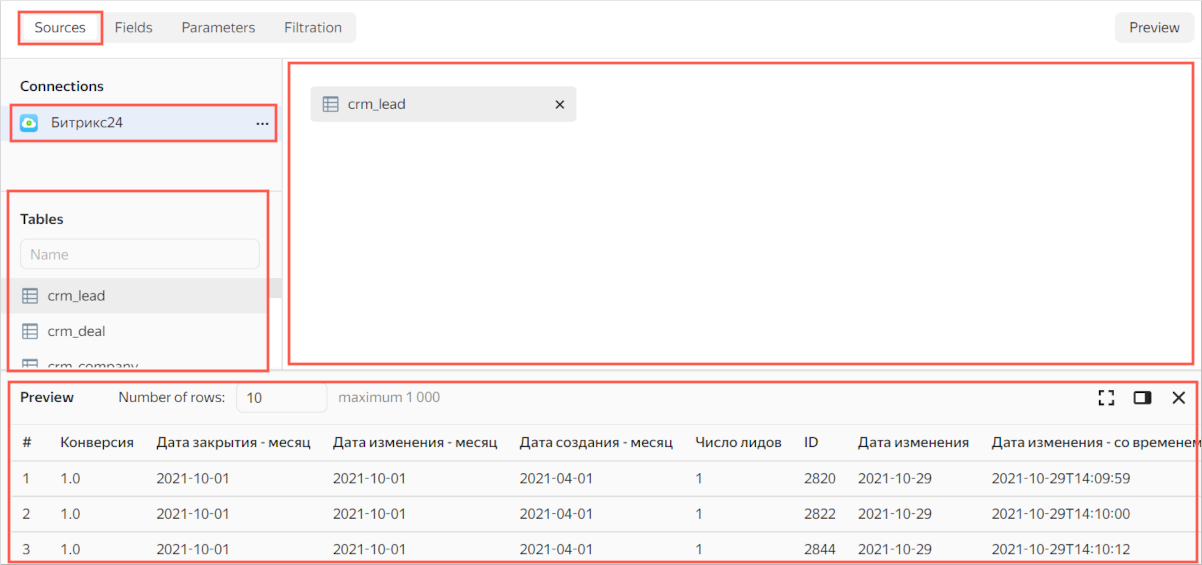 Sources Fields Parameters Filtration Preview
Connections
Битрикс24
crm_lead
Tables
Name
crm_lead
crm_deal
crm_company
Preview Number of rows: 10 maximum 1 000
# Конверсия Дата закрытия - месяц Дата изменения - месяц Дата создания - месяц Число лидов ID Дата изменения Дата изменения - со временем
1 1.0 2021-10-01 2021-10-01 2021-04-01 1 2820 2021-10-29 2021-10-29T14:09:59
2 1.0 2021-10-01 2021-10-01 2021-04-01 1 2822 2021-10-29 2021-10-29T14:10:00
3 1.0 2021-10-01 2021-10-01 2021-04-01 1 2844 2021-10-29 2021-10-29T14:10:12